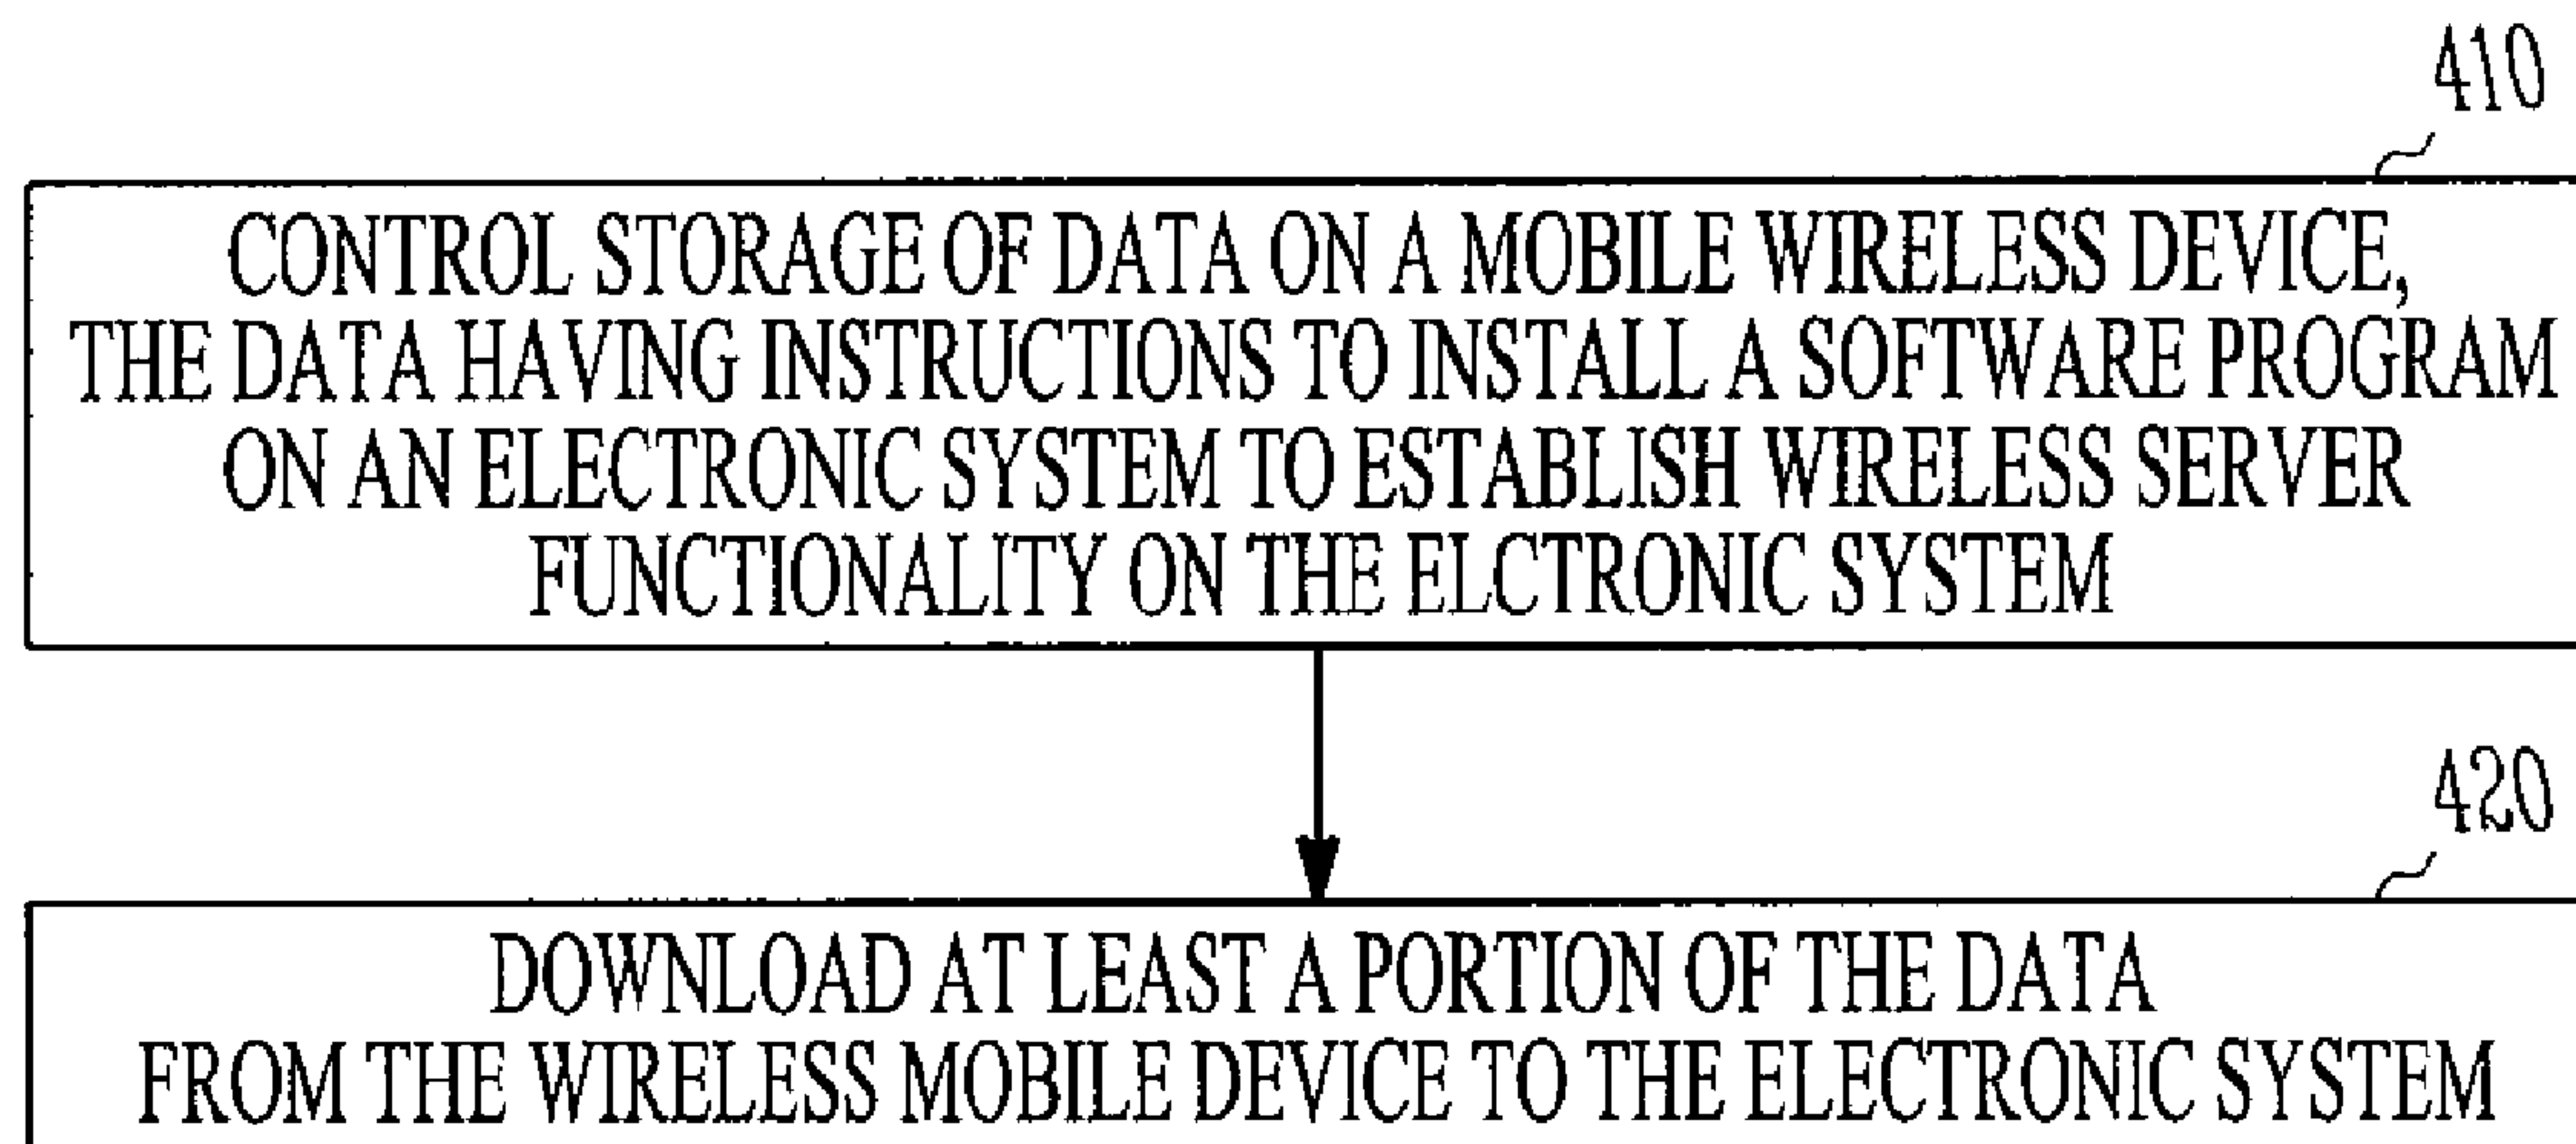 410
CONTROL STORAGE OF DATA ON A MOBILE WIRELESS DEVICE,
THE DATA HAVING INSTRUCTIONS TO INSTALL A SOFTWARE PROGRAM
ON AN ELECTRONIC SYSTEM TO ESTABLISH WIRELESS SERVER
FUNCTIONALITY ON THE ELCTRONIC SYSTEM
420
DOWNLOAD AT LEAST A PORTION OF THE DATA
FROM THE WIRELESS MOBILE DEVICE TO THE ELECTRONIC SYSTEM